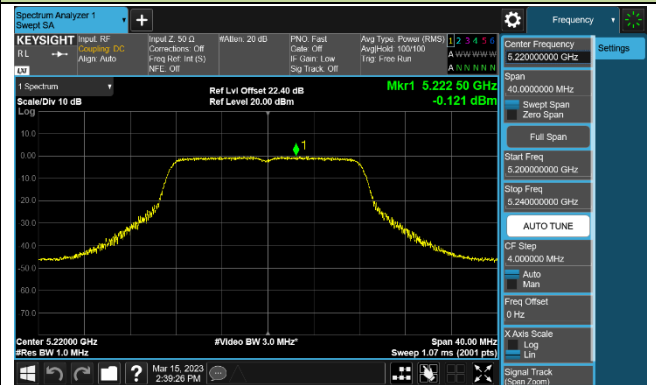 Spectrum Analyzer 1
Swept SA
Frequency
KEYSIGHT
RL
LXI
Input: RF
Coupling: DC
Align: Auto
Input Z: 50 Ω
Corrections: Off
Freq Ref: Int (S)
NFE: Off
#Atten: 20 dB
PNO: Fast
Gate: Off
IF Gain: Low
Sig Track: Off
Avg Type: Power (RMS)
Avg|Hold: 100/100
Trig: Free Run
1 2 3 4 5 6
A W W W W W
A N N N N N
1 Spectrum
Scale/Div 10 dB
Log
Ref Lvl Offset 22.40 dB
Ref Level 20.00 dBm
Mkr1 5.222 50 GHz
-0.121 dBm
1
10.0
0.00
-10.0
-20.0
-30.0
-40.0
-50.0
-60.0
-70.0
Center 5.22000 GHz
#Res BW 1.0 MHz
#Video BW 3.0 MHz*
Span 40.00 MHz
Sweep 1.07 ms (2001 pts)
Mar 15, 2023
2:39:26 PM
Center Frequency
5.220000000 GHz
Span
40.0000000 MHz
Swept Span
Zero Span
Full Span
Start Freq
5.200000000 GHz
Stop Freq
5.240000000 GHz
AUTO TUNE
CF Step
4.000000 MHz
Auto
Man
Freq Offset
0 Hz
X Axis Scale
Log
Lin
Signal Track
(Span Zoom)
Settings